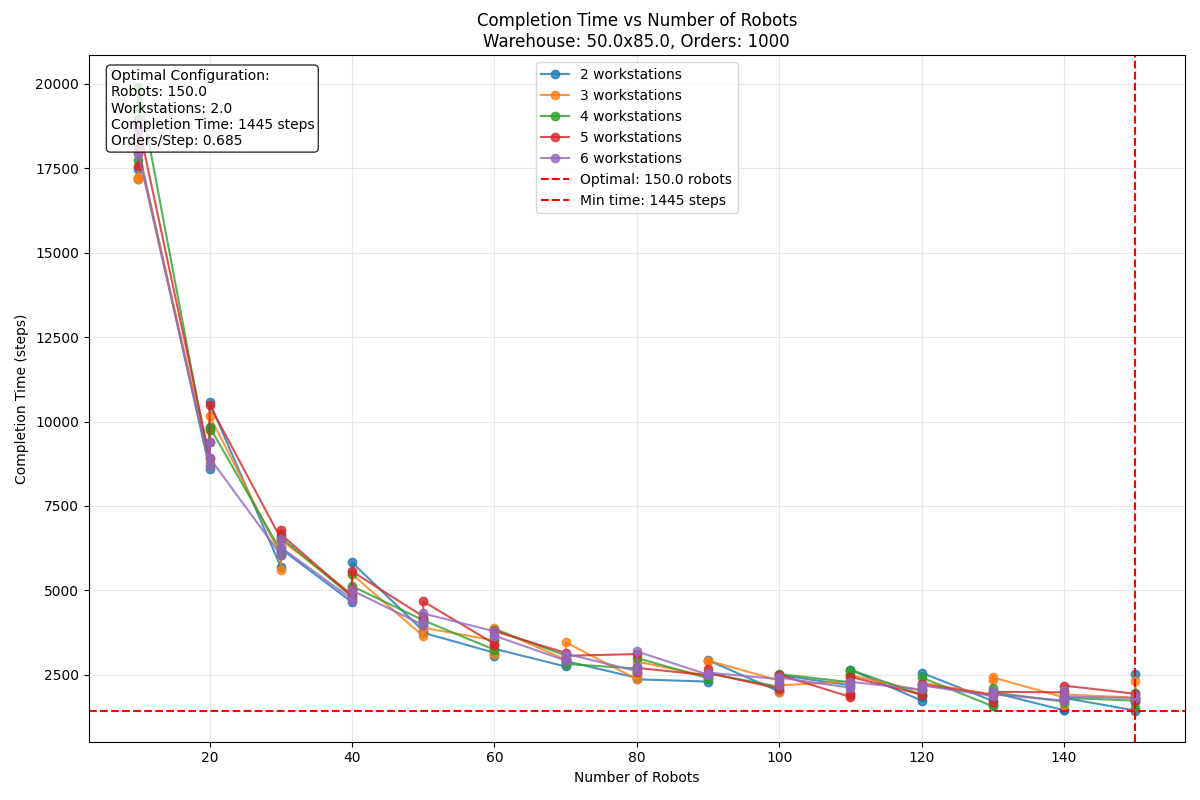 Completion Time vs Number of Robots
Warehouse: 50.0x85.0, Orders: 1000
Optimal Configuration:
Robots: 150.0
Workstations: 2.0
Completion Time: 1445 steps
Orders/Step: 0.685
2 workstations
3 workstations
4 workstations
5 workstations
6 workstations
Optimal: 150.0 robots
Min time: 1445 steps
Completion Time (steps)
20000
17500
15000
12500
10000
7500
5000
2500
20
40
60
80
100
120
140
Number of Robots